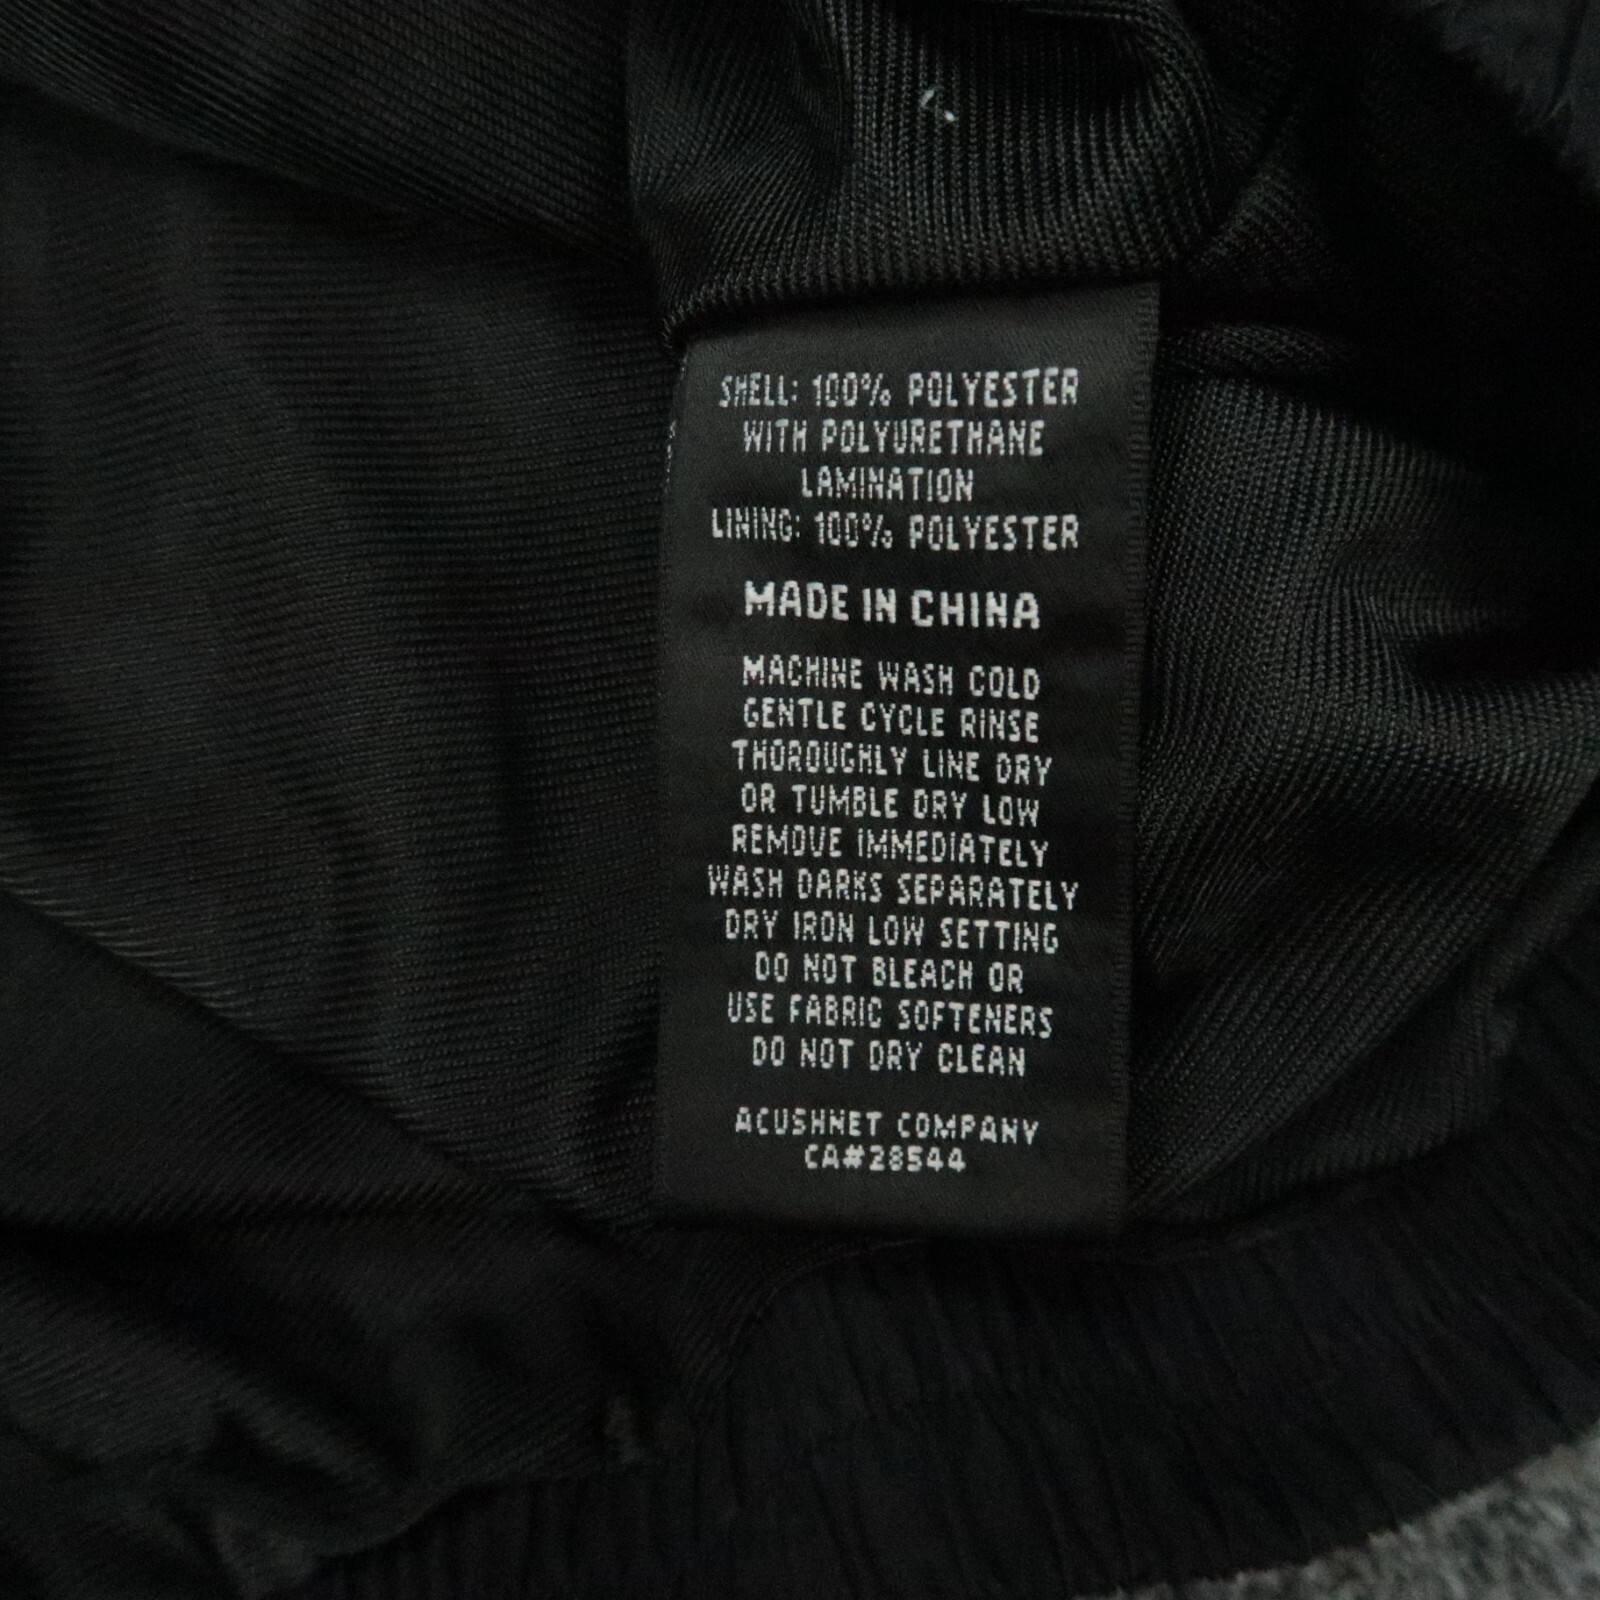 SHELL: 100% POLYESTER
WITH POLYURETHANE
LAMINATION
LINING: 100% POLYESTER
MADE IN CHINA
MACHINE WASH COLD
GENTLE CYCLE RINSE
THOROUGHLY LINE DRY
OR TUMBLE DRY LOW
REMOVE IMMEDIATELY
WASH DARKS SEPARATELY
DRY IRON LOW SETTING
DO NOT BLEACH OR
USE FABRIC SOFTENERS
DO NOT DRY CLEAN
ACUSHNET COMPANY
CA#28544